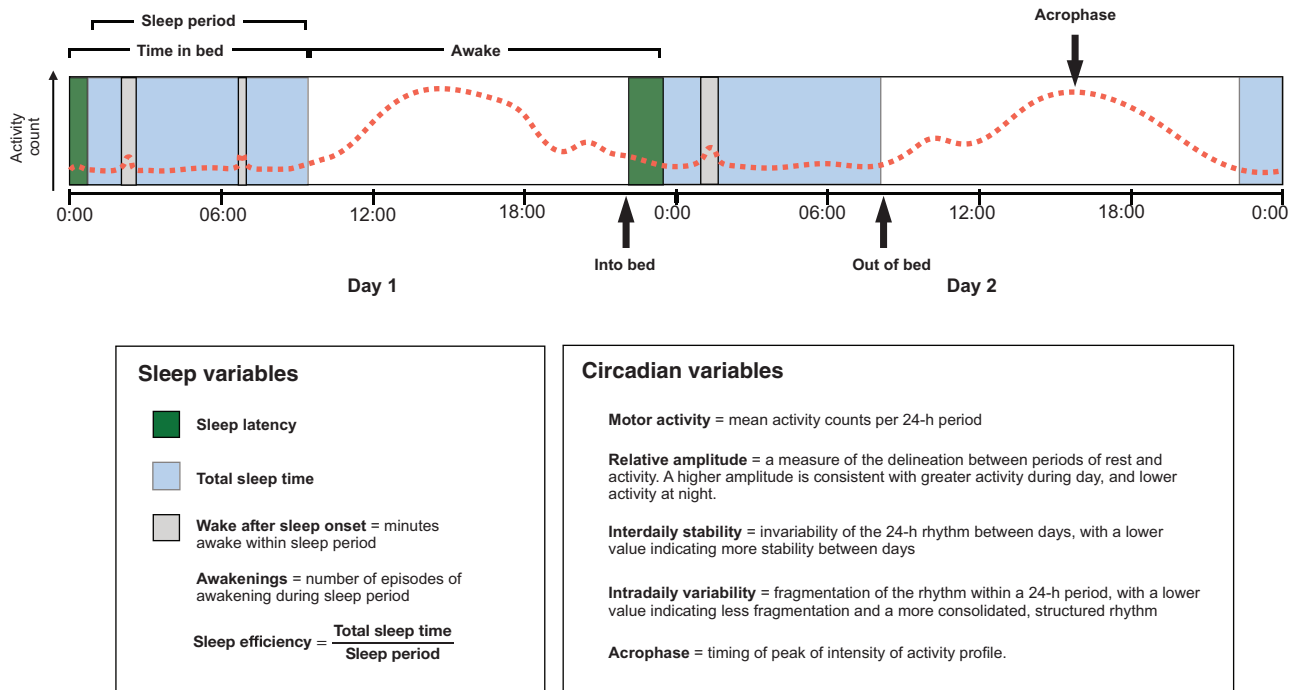 Sleep period
Acrophase
Time in bed
Awake
Activity
count
0:00
06:00
12:00
18:00
0:00
06:00
12:00
18:00
0:00
Into bed
Out of bed
Day 1
Day 2
Sleep variables
Sleep latency
Total sleep time
Wake after sleep onset = minutes
awake within sleep period
Awakenings = number of episodes of
awakening during sleep period
Sleep efficiency = Total sleep time
Sleep period
Circadian variables
Motor activity = mean activity counts per 24-h period
Relative amplitude = a measure of the delineation between periods of rest and
activity. A higher amplitude is consistent with greater activity during day, and lower
activity at night.
Interdaily stability = invariability of the 24-h rhythm between days, with a lower
value indicating more stability between days
Intradaily variability = fragmentation of the rhythm within a 24-h period, with a lower
value indicating less fragmentation and a more consolidated, structured rhythm
Acrophase = timing of peak of intensity of activity profile.